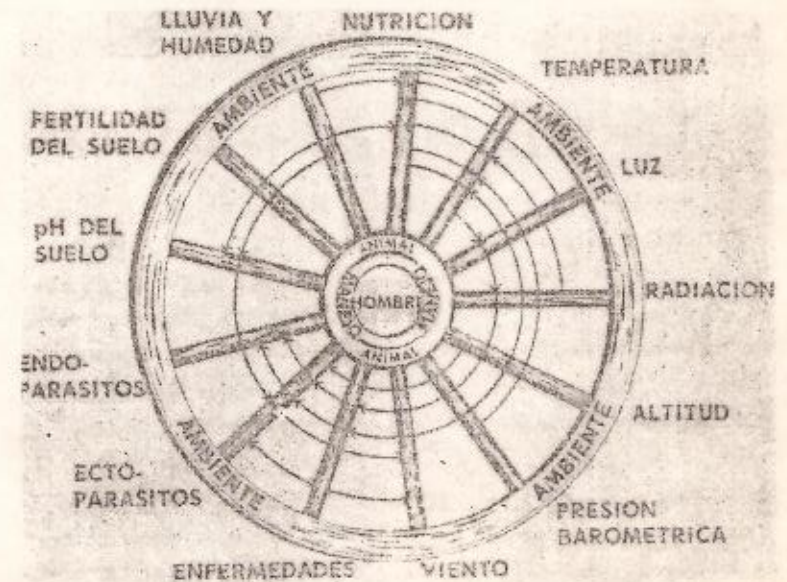 LLUVIA Y
HUMEDAD
NUTRICION
TEMPERATURA
AMBIENTE
AMBIENTE
FERTILIDAD
DEL SUELO
LUZ
pH DEL
SUELO
ANIMAL
HOMBRE
ANIMAL
RADIACION
ENDO-
PARASITOS
ALTITUD
AMBIENTE
AMBIENTE
ECTO-
PARASITOS
PRESION
BAROMETRICA
ENFERMEDADES
VIENTO